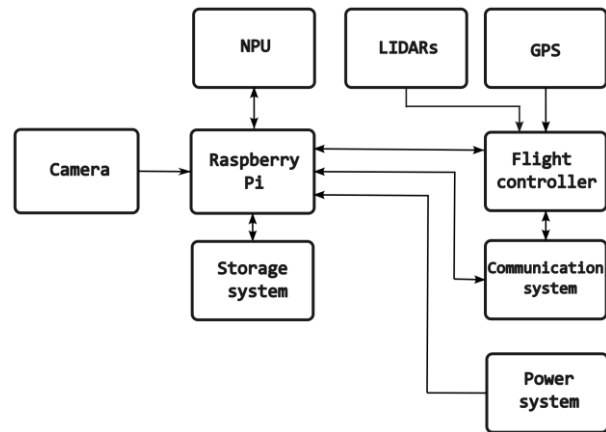 NPU
LIDARs
GPS
Camera
Raspberry
Pi
Flight
controller
Storage
system
Communication
system
Power
system